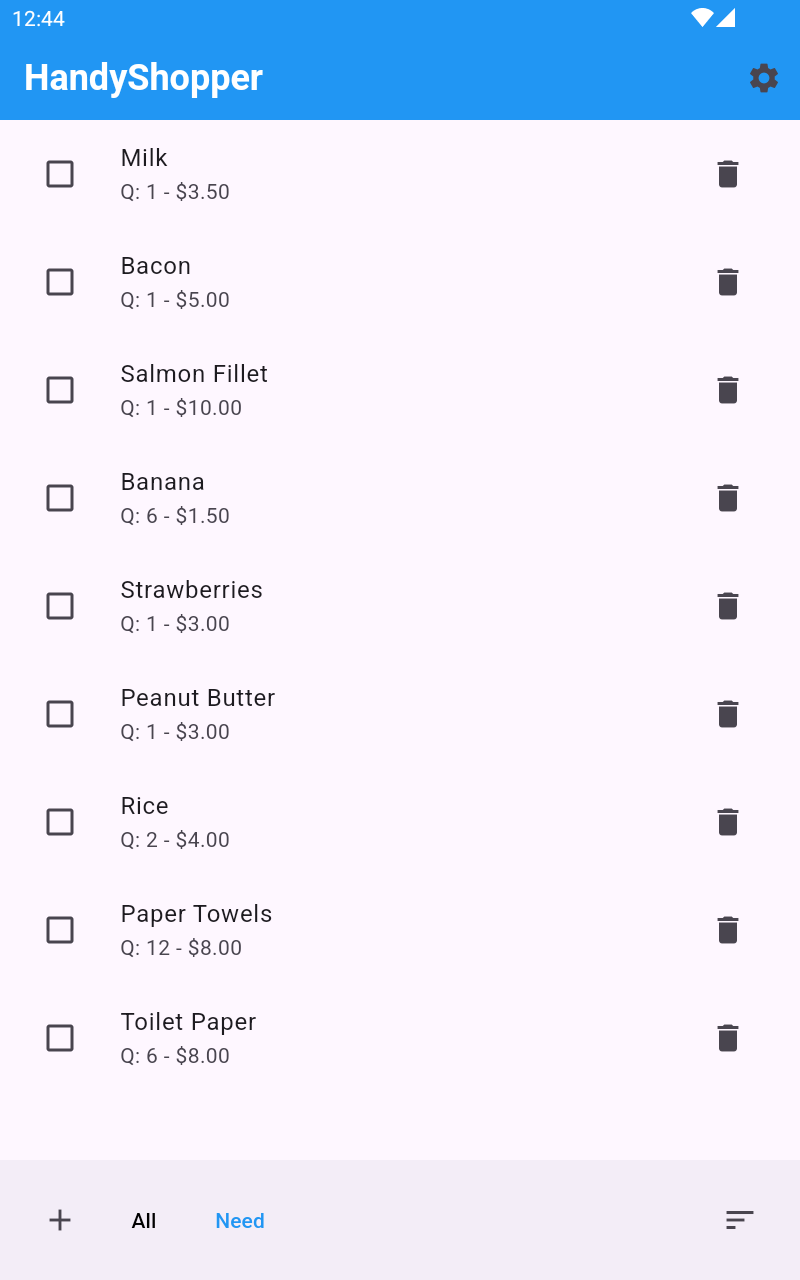 12:44
HandyShopper
Milk
Q: 1 - $3.50
Bacon
Q: 1 - $5.00
Salmon Fillet
Q: 1 - $10.00
Banana
Q: 6 - $1.50
Strawberries
Q: 1 - $3.00
Peanut Butter
Q: 1 - $3.00
Rice
Q: 2 - $4.00
Paper Towels
Q: 12 - $8.00
Toilet Paper
Q: 6 - $8.00
All Need